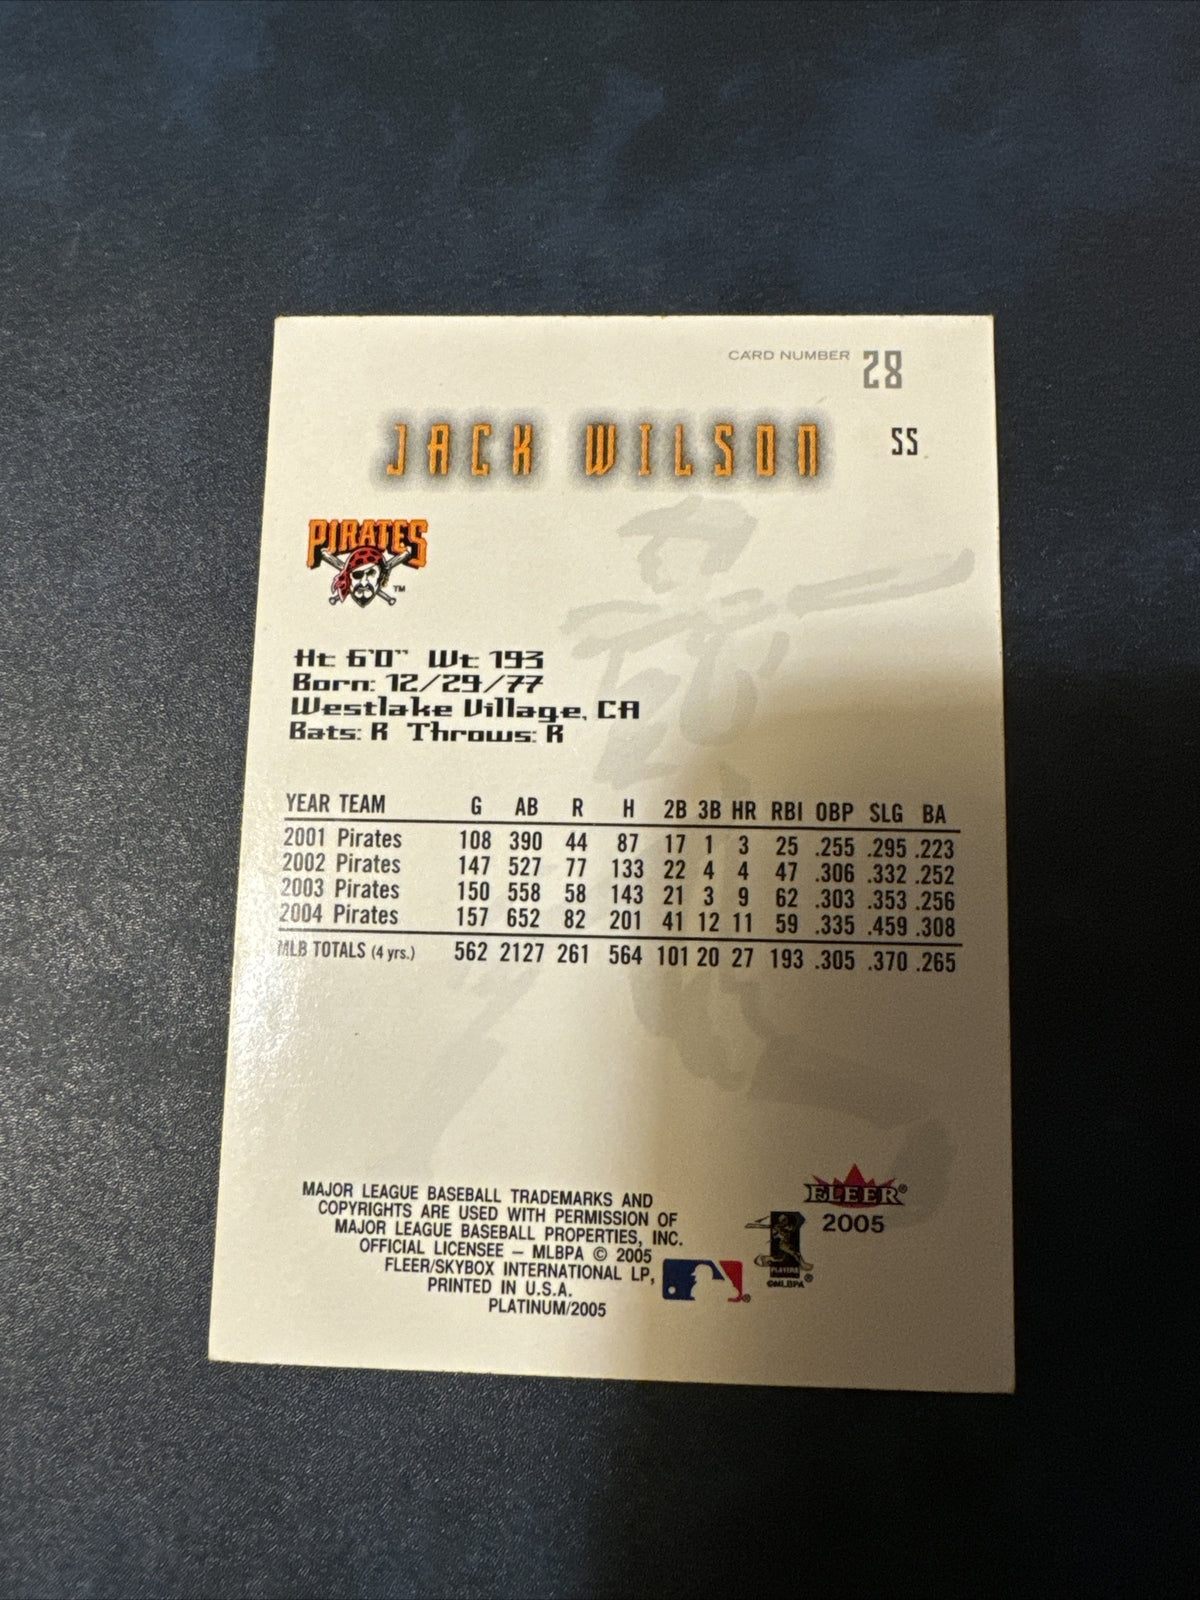 CARD NUMBER 28
JACK WILSON SS
PIRATES
TM
Ht: 6'0" Wt: 193
Born: 12/29/77
Westlake Village, CA
Bats: R Throws: R
YEAR TEAM G AB R H 2B 3B HR RBI OBP SLG BA
2001 Pirates 108 390 44 87 17 1 3 25 .255 .295 .223
2002 Pirates 147 527 77 133 22 4 4 47 .306 .332 .252
2003 Pirates 150 558 58 143 21 3 9 62 .303 .353 .256
2004 Pirates 157 652 82 201 41 12 11 59 .335 .459 .308
MLB TOTALS (4 yrs.) 562 2127 261 564 101 20 27 193 .305 .370 .265
MAJOR LEAGUE BASEBALL TRADEMARKS AND
COPYRIGHTS ARE USED WITH PERMISSION OF
MAJOR LEAGUE BASEBALL PROPERTIES, INC.
OFFICIAL LICENSEE – MLBPA © 2005
FLEER/SKYBOX INTERNATIONAL LP,
PRINTED IN U.S.A.
PLATINUM/2005
FLEER®
2005
PLAYERS
©MLBPA
®
®